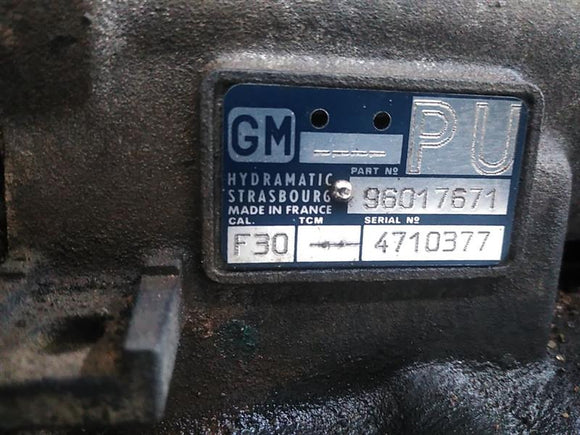 GM
PU
HYDRAMATIC PART Nº
STRASBOURG 96017671
MADE IN FRANCE
CAL. TCM SERIAL Nº
F30 4710377